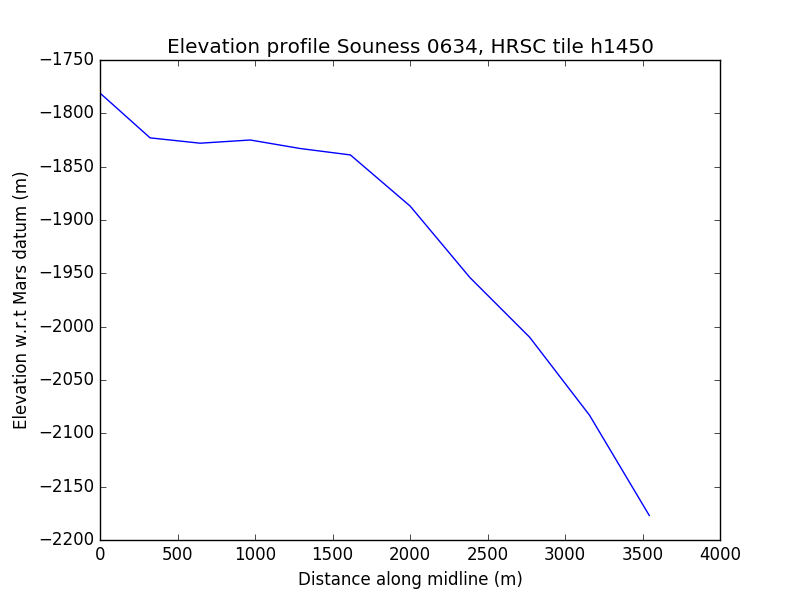 Elevation profile Souness 0634, HRSC tile h1450
−1750
−1800
−1850
−1900
−1950
−2000
−2050
−2100
−2150
−2200
Elevation w.r.t Mars datum (m)
0 500 1000 1500 2000 2500 3000 3500 4000
Distance along midline (m)